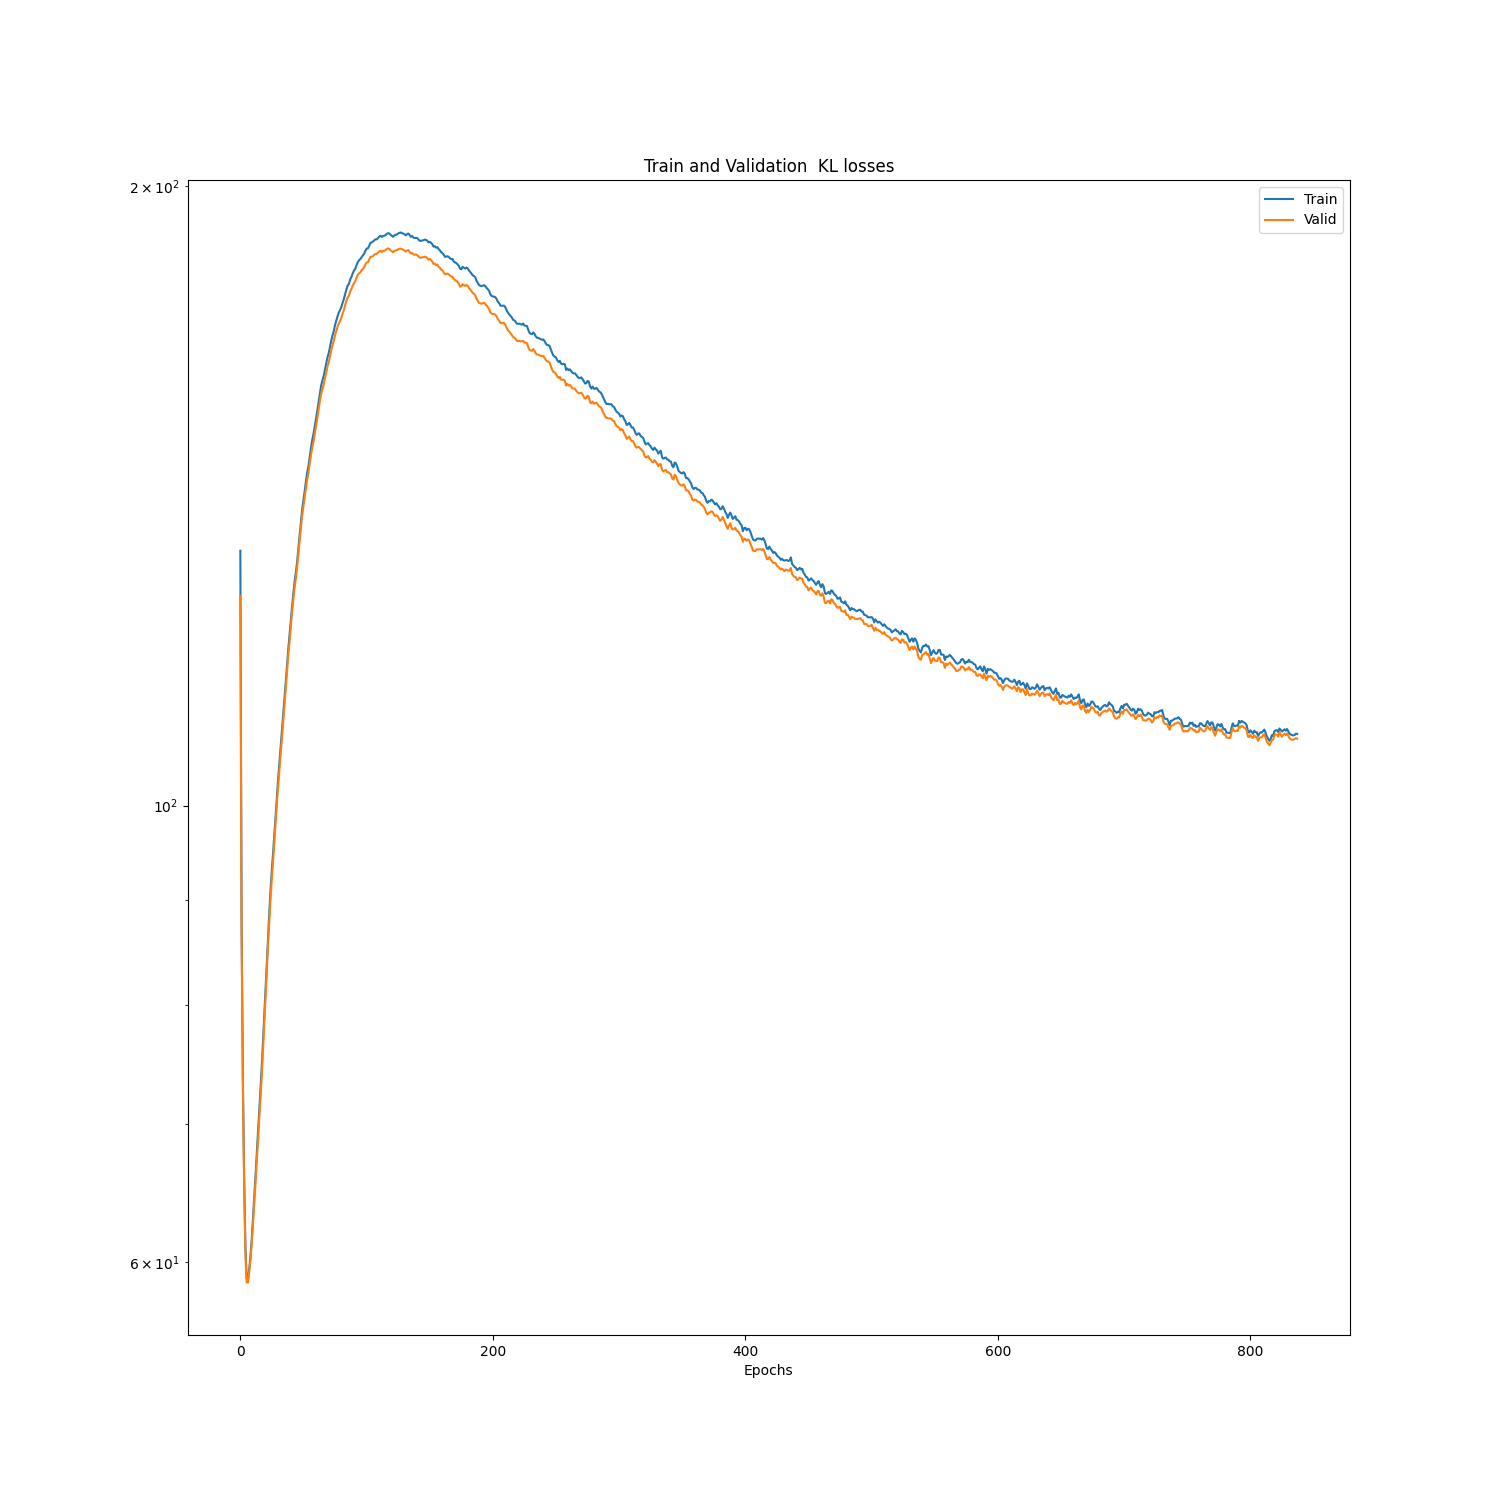 Train and Validation  KL losses
2 × 10²
Train
Valid
10²
6 × 10¹
0 200 400 600 800
Epochs